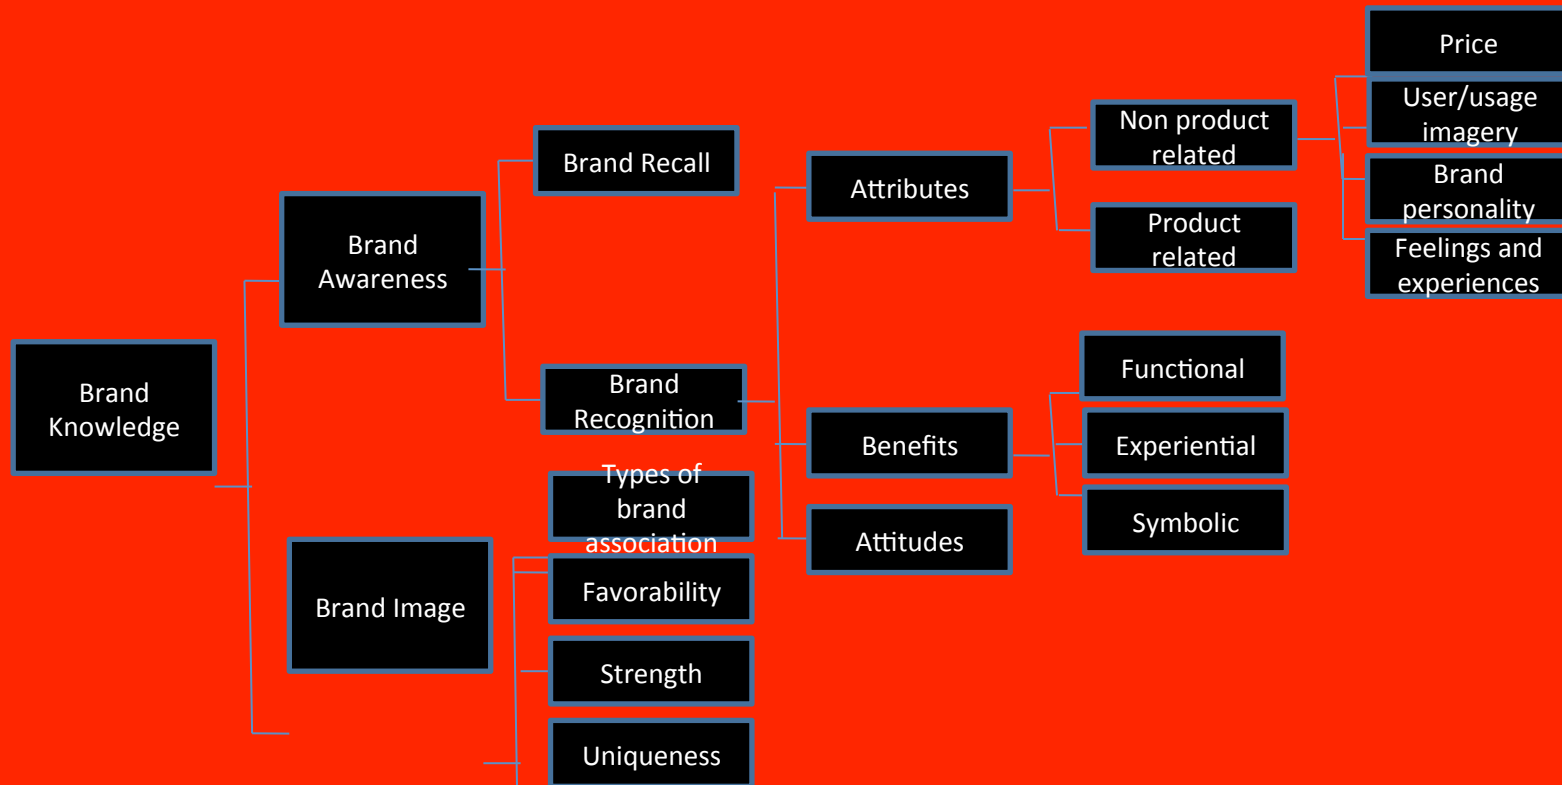 Brand
Knowledge
Brand
Awareness
Brand Image
Brand Recall
Brand
Recognition
Types of
brand
association
Favorability
Strength
Uniqueness
Attributes
Benefits
Attitudes
Non product
related
Product
related
Functional
Experiential
Symbolic
Price
User/usage
imagery
Brand
personality
Feelings and
experiences